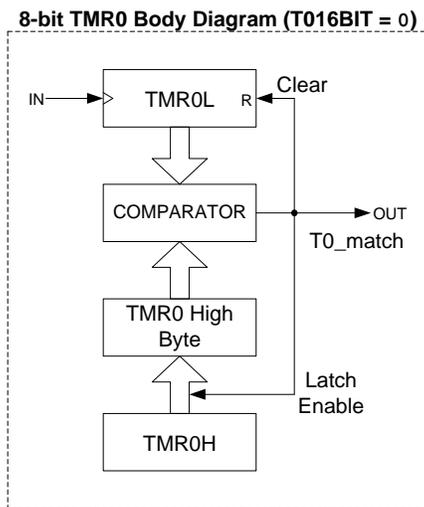 8-bit TMR0 Body Diagram (T016BIT = 0)
Clear
IN
TMR0L
R
COMPARATOR
OUT
T0_match
TMR0 High
Byte
Latch
Enable
TMR0H